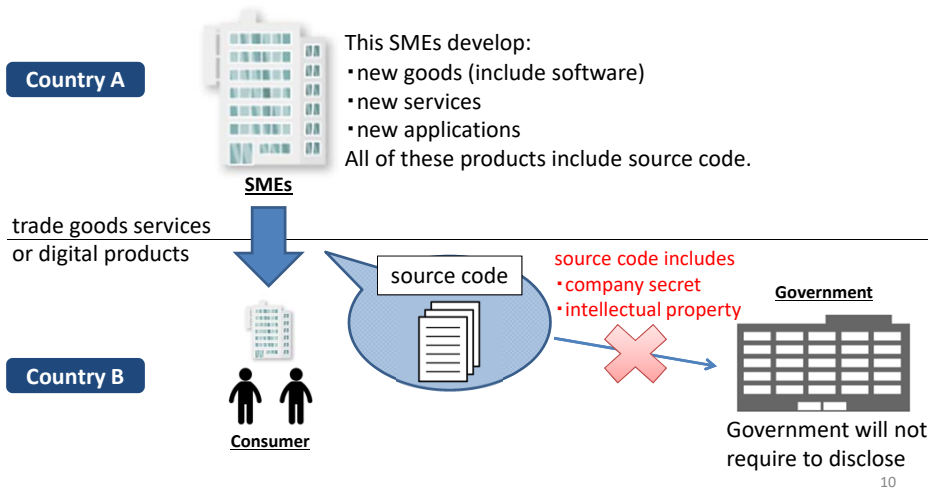 Country A
SMEs
This SMEs develop:
・new goods (include software)
・new services
・new applications
All of these products include source code.
trade goods services
or digital products
source code
source code includes
・company secret
・intellectual property
Government
Country B
Consumer
Government will not
require to disclose
10